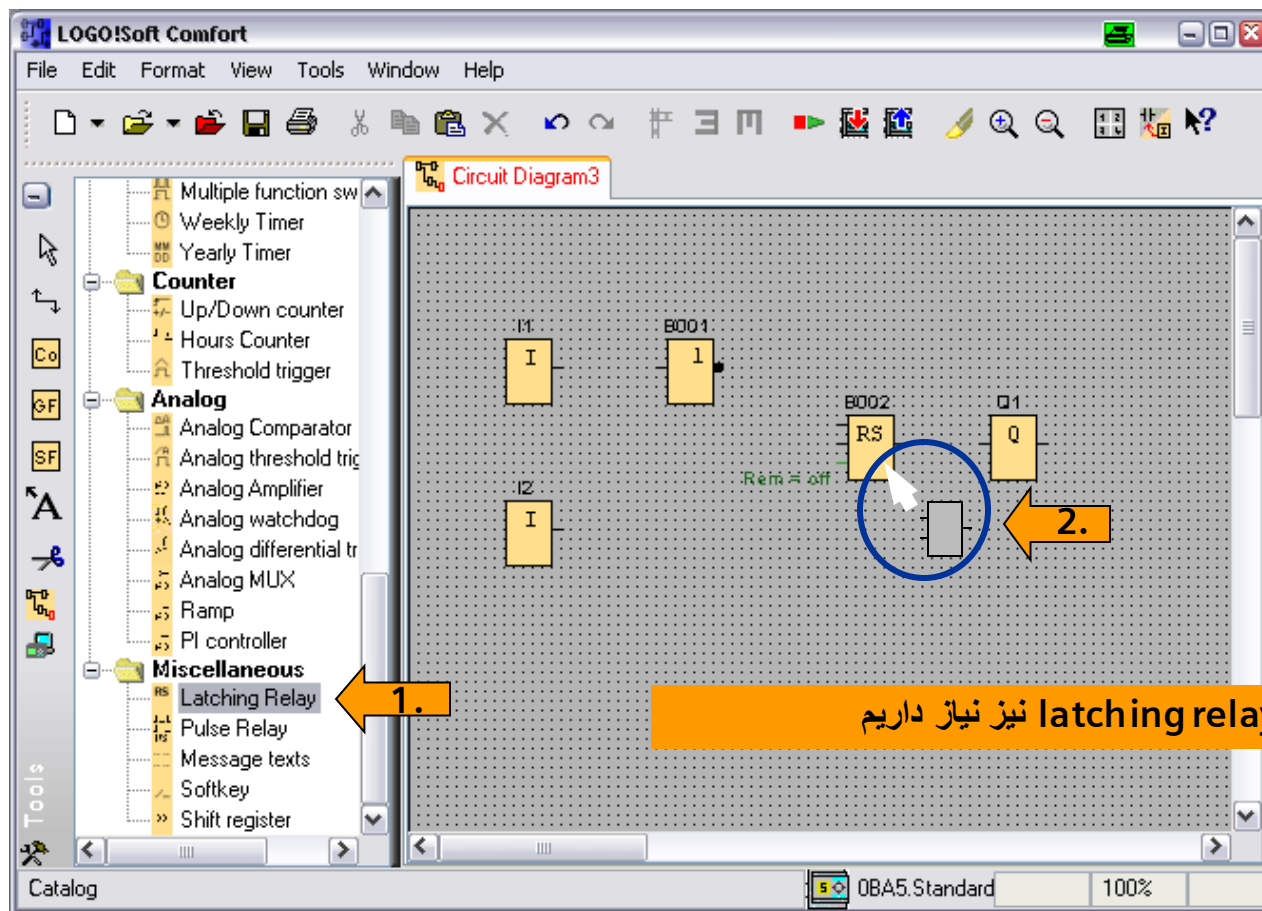 LOGO!Soft Comfort
File Edit Format View Tools Window Help
Circuit Diagram3
Multiple function sw
Weekly Timer
Yearly Timer
Counter
Up/Down counter
Hours Counter
Threshold trigger
Analog
Analog Comparator
Analog threshold trig
Analog Amplifier
Analog watchdog
Analog differential tr
Analog MUX
Ramp
PI controller
Miscellaneous
Latching Relay
Pulse Relay
Message texts
Softkey
Shift register
Co
GF
SF
A
Tools
I1
I
B001
1
B002
RS
Rem = off
Q1
Q
I2
I
1.
2.
latching relay نیز نیاز داریم
Catalog
0BA5.Standard
100%